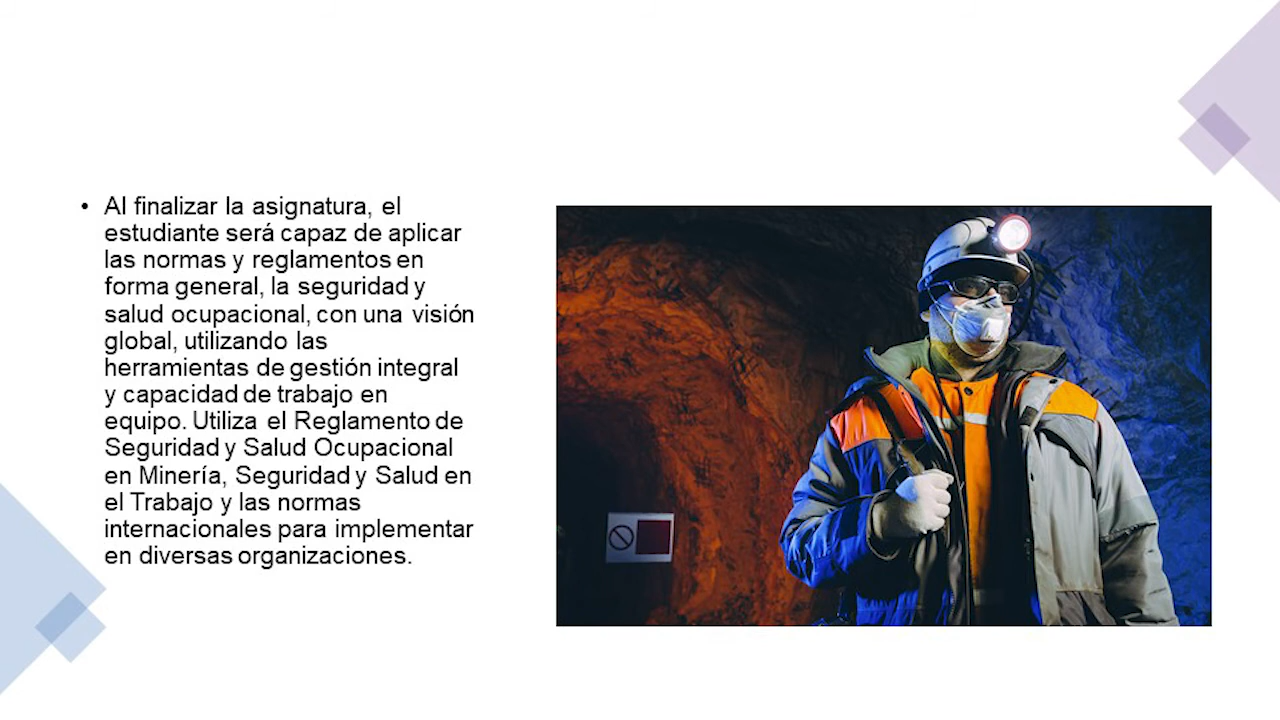 • Al finalizar la asignatura, el
estudiante será capaz de aplicar
las normas y reglamentos en
forma general, la seguridad y
salud ocupacional, con una visión
global, utilizando las
herramientas de gestión integral
y capacidad de trabajo en
equipo. Utiliza el Reglamento de
Seguridad y Salud Ocupacional
en Minería, Seguridad y Salud en
el Trabajo y las normas
internacionales para implementar
en diversas organizaciones.